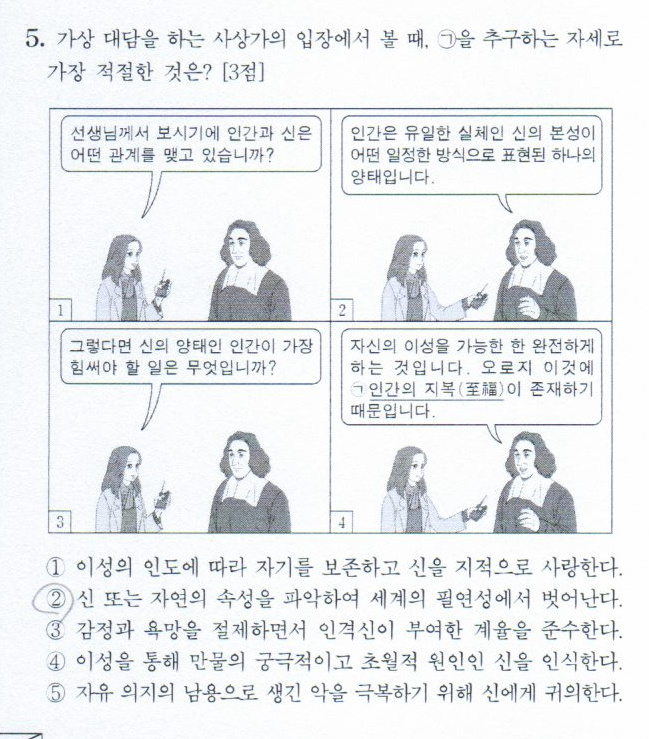 5. 가상 대담을 하는 사상가의 입장에서 볼 때, ㉠을 추구하는 자세로
가장 적절한 것은? [3점]
선생님께서 보시기에 인간과 신은
어떤 관계를 맺고 있습니까?
1
인간은 유일한 실체인 신의 본성이
어떤 일정한 방식으로 표현된 하나의
양태입니다.
2
그렇다면 신의 양태인 인간이 가장
힘써야 할 일은 무엇입니까?
3
자신의 이성을 가능한 한 완전하게
하는 것입니다. 오로지 이것에
㉠인간의 지복(至福)이 존재하기
때문입니다.
4
① 이성의 인도에 따라 자기를 보존하고 신을 지적으로 사랑한다.
② 신 또는 자연의 속성을 파악하여 세계의 필연성에서 벗어난다.
③ 감정과 욕망을 절제하면서 인격신이 부여한 계율을 준수한다.
④ 이성을 통해 만물의 궁극적이고 초월적 원인인 신을 인식한다.
⑤ 자유 의지의 남용으로 생긴 악을 극복하기 위해 신에게 귀의한다.